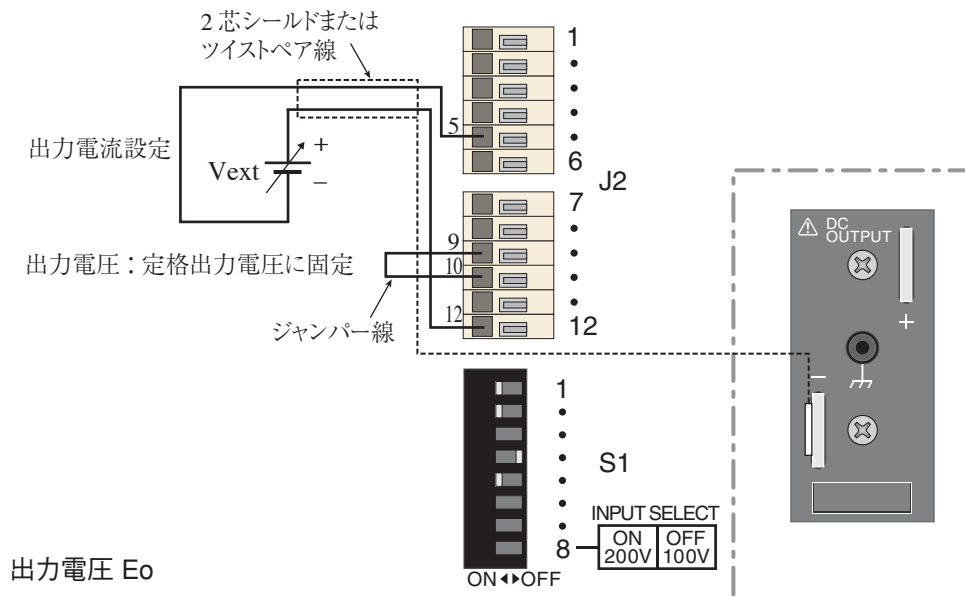 2 芯シールドまたは
ツイストペア線
出力電流設定
Vext
+
–
5
1
6
J2
7
9
10
12
12
出力電圧：定格出力電圧に固定
ジャンパー線
DC
OUTPUT
+
–
1
S1
INPUT SELECT
8
ON
200V
OFF
100V
ON OFF
出力電圧 Eo